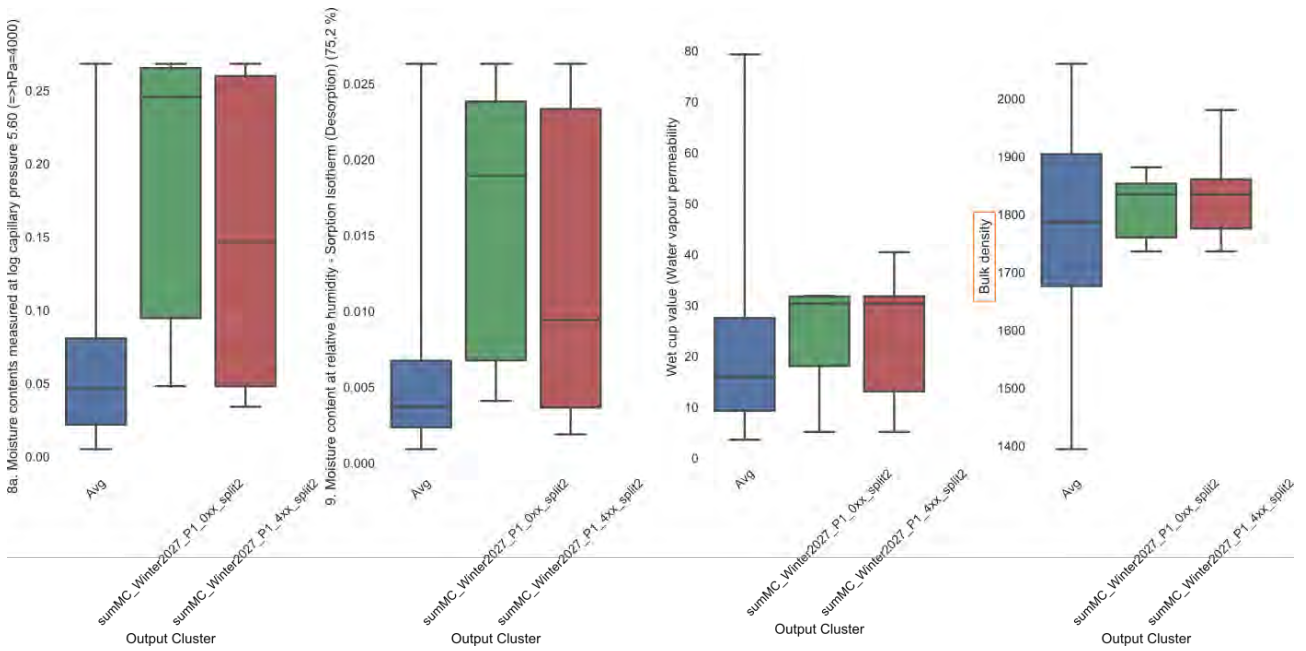 8a. Moisture contents measured at log capillary pressure 5.60 (=>hPa=4000)
0.25
0.20
0.15
0.10
0.05
0.00
Avg
sumMC_Winter2027_P1_0xx_split2
sumMC_Winter2027_P1_4xx_split2
Output Cluster
9. Moisture content at relative humidity - Sorption Isotherm (Desorption) (75,2 %)
0.025
0.020
0.015
0.010
0.005
0.000
Avg
sumMC_Winter2027_P1_0xx_split2
sumMC_Winter2027_P1_4xx_split2
Output Cluster
Wet cup value (Water vapour permeability
80
70
60
50
40
30
20
10
0
Avg
sumMC_Winter2027_P1_0xx_split2
sumMC_Winter2027_P1_4xx_split2
Output Cluster
Bulk density
2000
1900
1800
1700
1600
1500
1400
Avg
sumMC_Winter2027_P1_0xx_split2
sumMC_Winter2027_P1_4xx_split2
Output Cluster